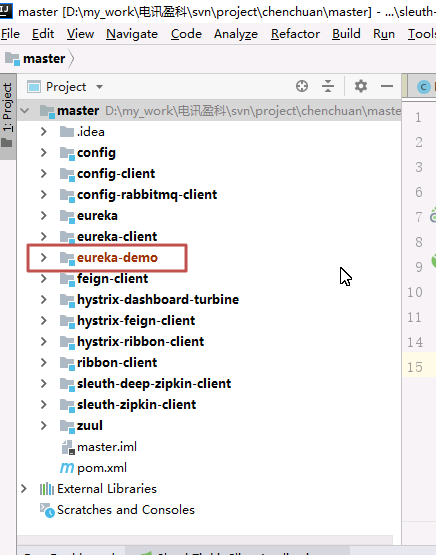 master [D:\my_work\电讯盈科\svn\project\chenchuan\master] - ...\sleuth-
File Edit View Navigate Code Analyze Refactor Build Run Tools
master
Project
1: Project
master D:\my_work\电讯盈科\svn\project\chenchuan\maste
.idea
config
config-client
config-rabbitmq-client
eureka
eureka-client
eureka-demo
feign-client
hystrix-dashboard-turbine
hystrix-feign-client
hystrix-ribbon-client
ribbon-client
sleuth-deep-zipkin-client
sleuth-zipkin-client
zuul
master.iml
pom.xml
External Libraries
Scratches and Consoles
1
2
3
6
7
8
9
10
11
14
15